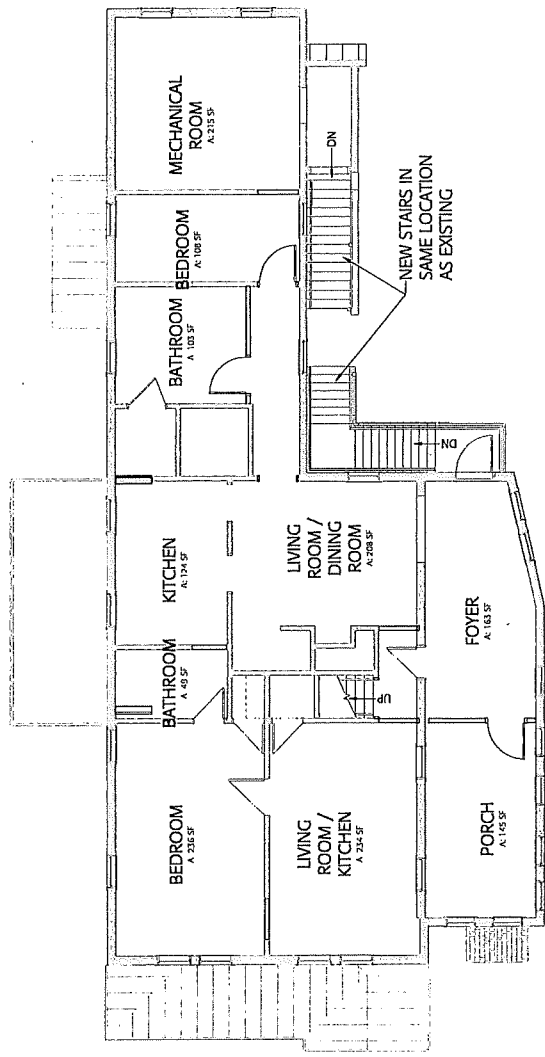 MECHANICAL
ROOM
A: 215 SF
BEDROOM
A: 108 SF
BATHROOM
A: 103 SF
KITCHEN
A: 124 SF
BATHROOM
A: 49 SF
BEDROOM
A: 236 SF
LIVING
ROOM /
DINING
ROOM
A: 208 SF
LIVING
ROOM /
KITCHEN
A: 234 SF
FOYER
A: 163 SF
PORCH
A: 145 SF
UP
DN
DN
NEW STAIRS IN
SAME LOCATION
AS EXISTING